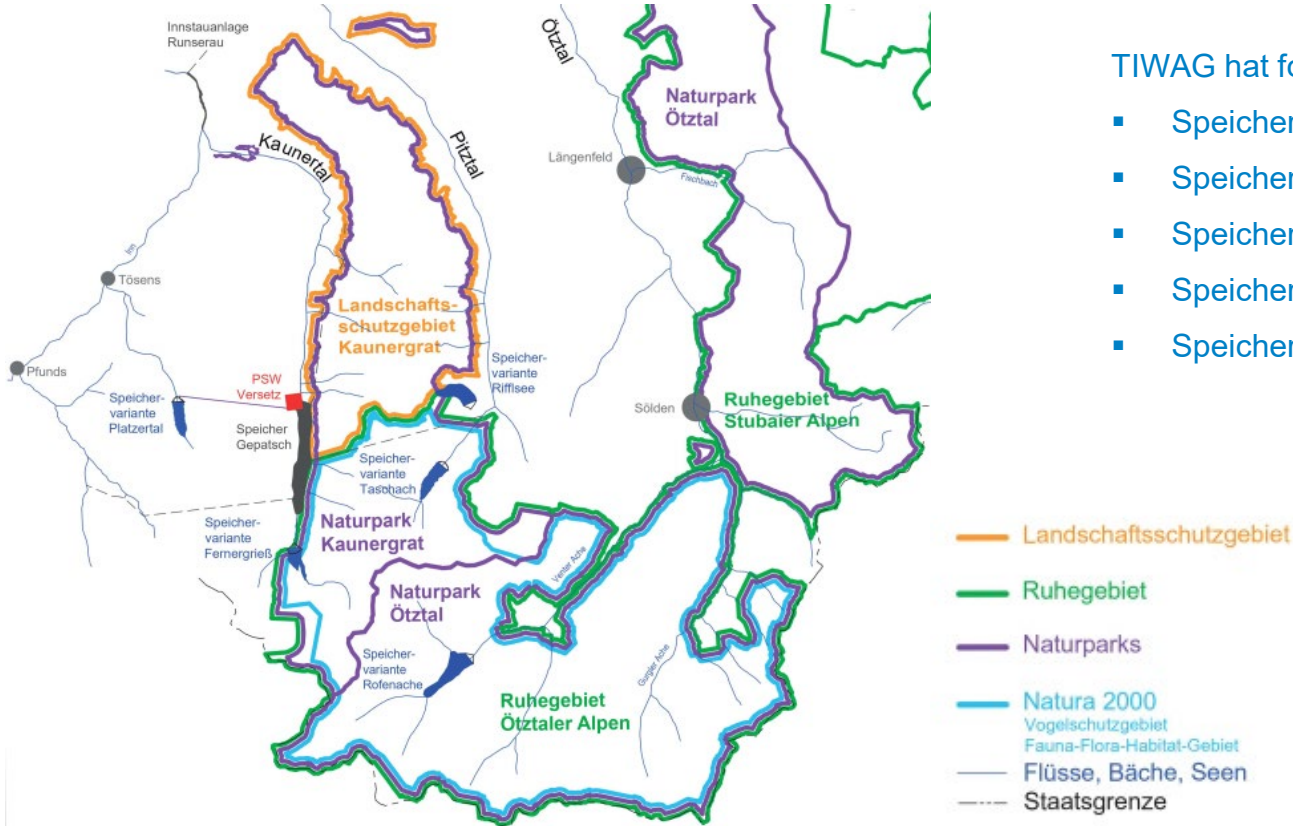 Innstauanlage
Runserau
Kaunertal
Pitztal
Ötztal
Naturpark
Ötztal
Längenfeld
Fischbach
Inn
Tösens
Pfunds
Landschafts-
schutzgebiet
Kaunergrat
PSW
Versetz
Speicher-
variante
Platzertal
Speicher
Gepatsch
Speicher-
variante
Rifflsee
Sölden
Ruhegebiet
Stubaier Alpen
Speicher-
variante
Taschach
Speicher-
variante
Fernergrieß
Naturpark
Kaunergrat
Naturpark
Ötztal
Venter Ache
Speicher-
variante
Rofenache
Gurgler Ache
Ruhegebiet
Ötztaler Alpen
TIWAG hat fo
▪ Speicher
▪ Speicher
▪ Speicher
▪ Speicher
▪ Speicher
Landschaftsschutzgebiet
Ruhegebiet
Naturparks
Natura 2000
Vogelschutzgebiet
Fauna-Flora-Habitat-Gebiet
Flüsse, Bäche, Seen
Staatsgrenze